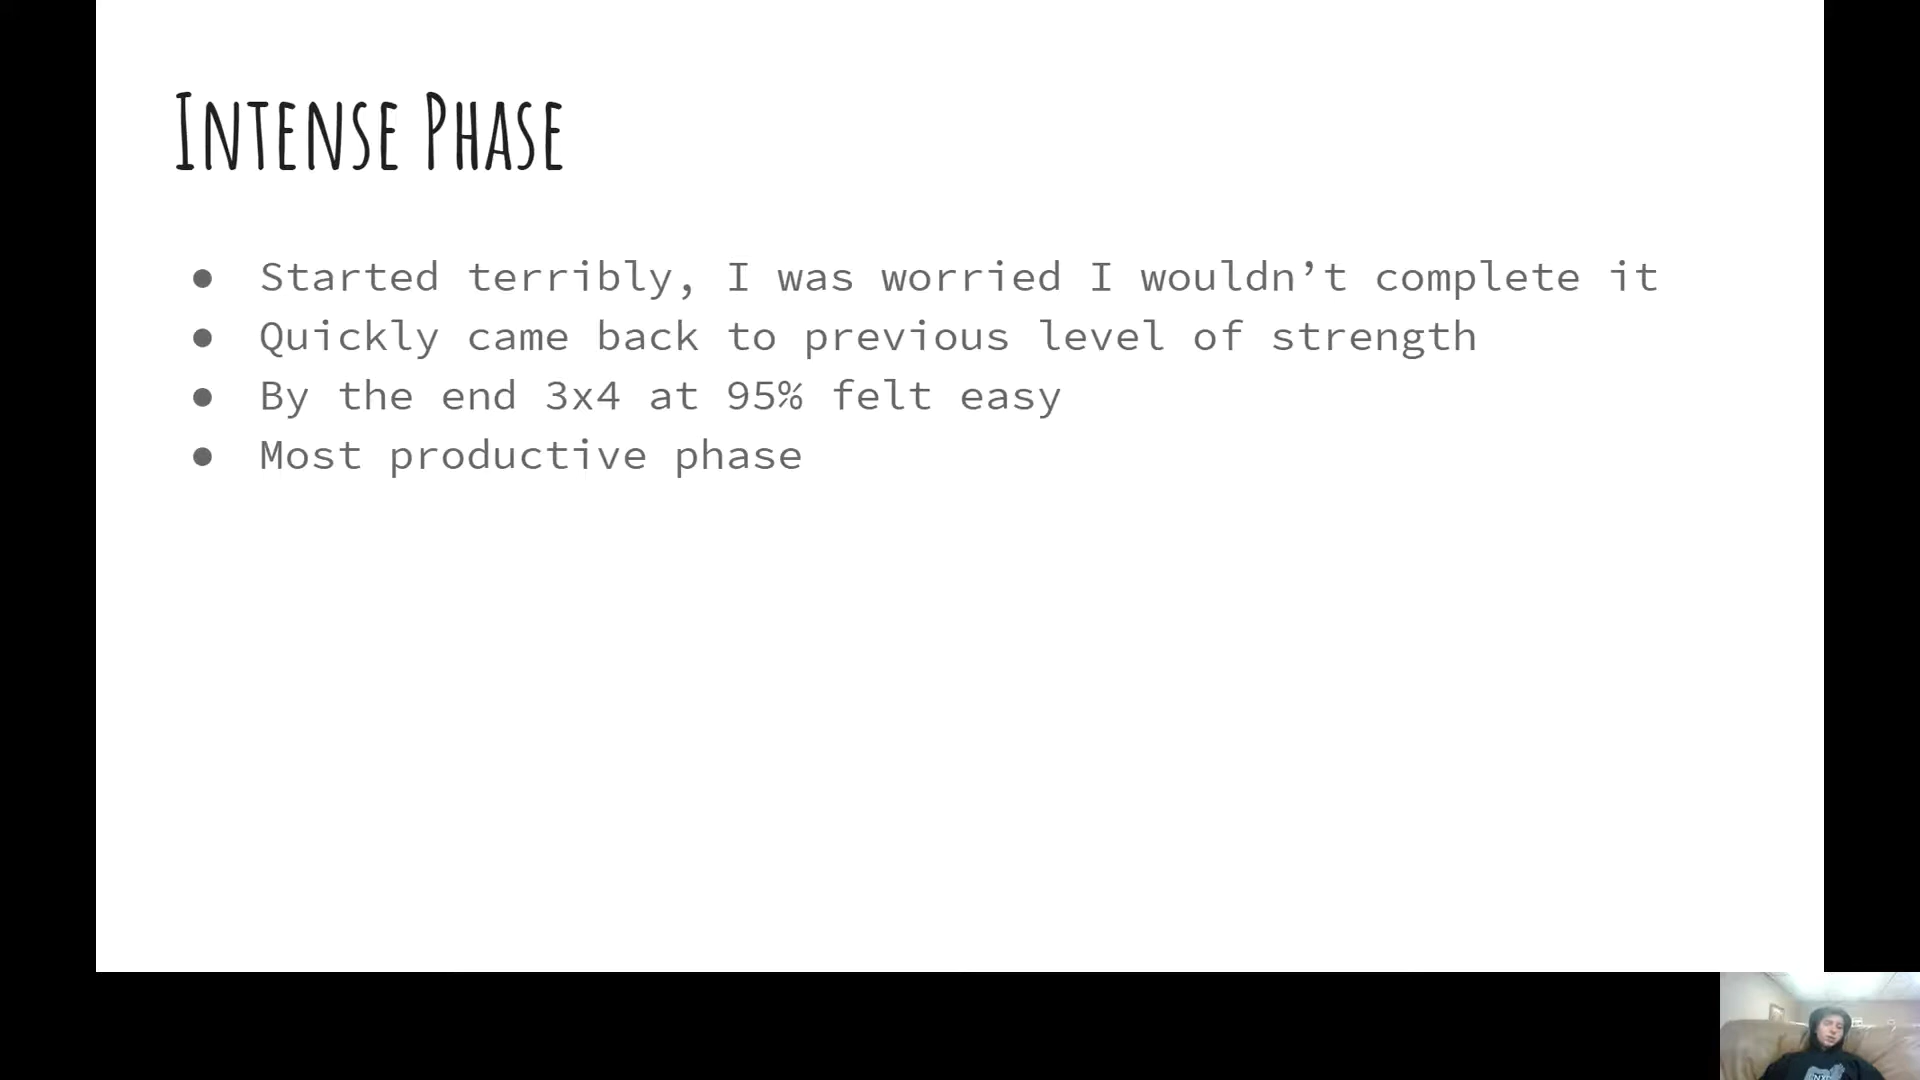 Intense Phase
● Started terribly, I was worried I wouldn’t complete it
● Quickly came back to previous level of strength
● By the end 3x4 at 95% felt easy
● Most productive phase